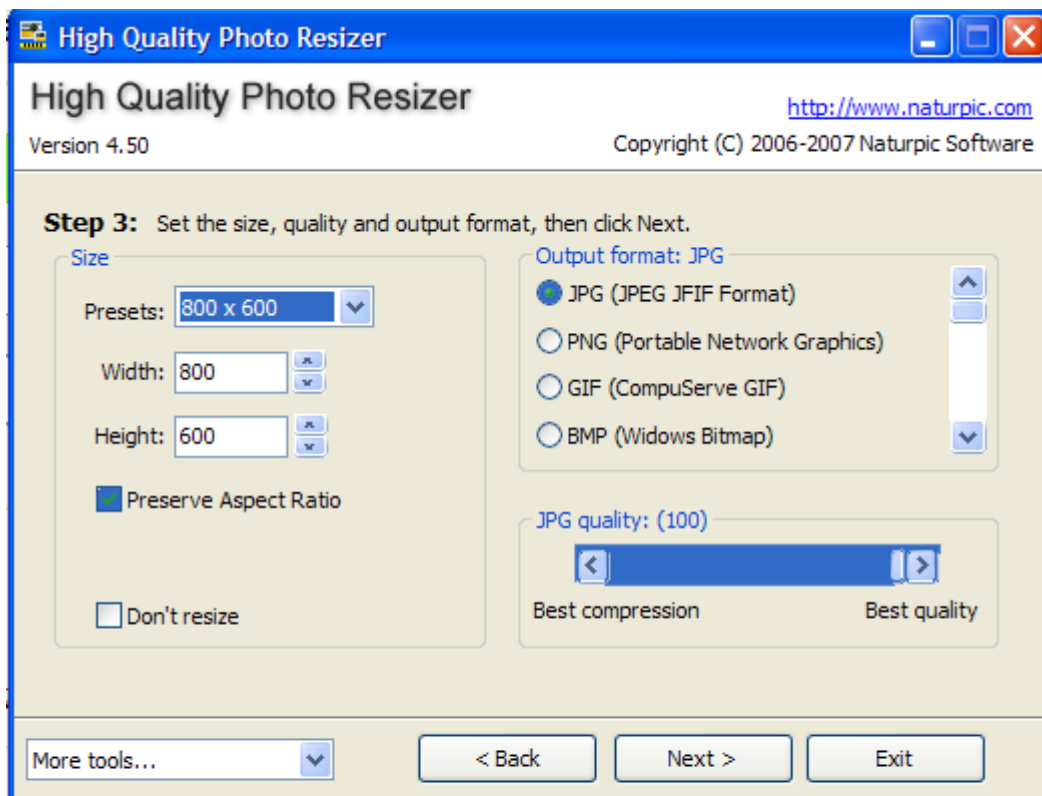 High Quality Photo Resizer
High Quality Photo Resizer
http://www.naturpic.com
Version 4.50
Copyright (C) 2006-2007 Naturpic Software
Step 3: Set the size, quality and output format, then click Next.
Size
Presets: 800 x 600
Width: 800
Height: 600
Preserve Aspect Ratio
Don't resize
Output format: JPG
JPG (JPEG JFIF Format)
PNG (Portable Network Graphics)
GIF (CompuServe GIF)
BMP (Widows Bitmap)
JPG quality: (100)
Best compression Best quality
More tools... < Back Next > Exit